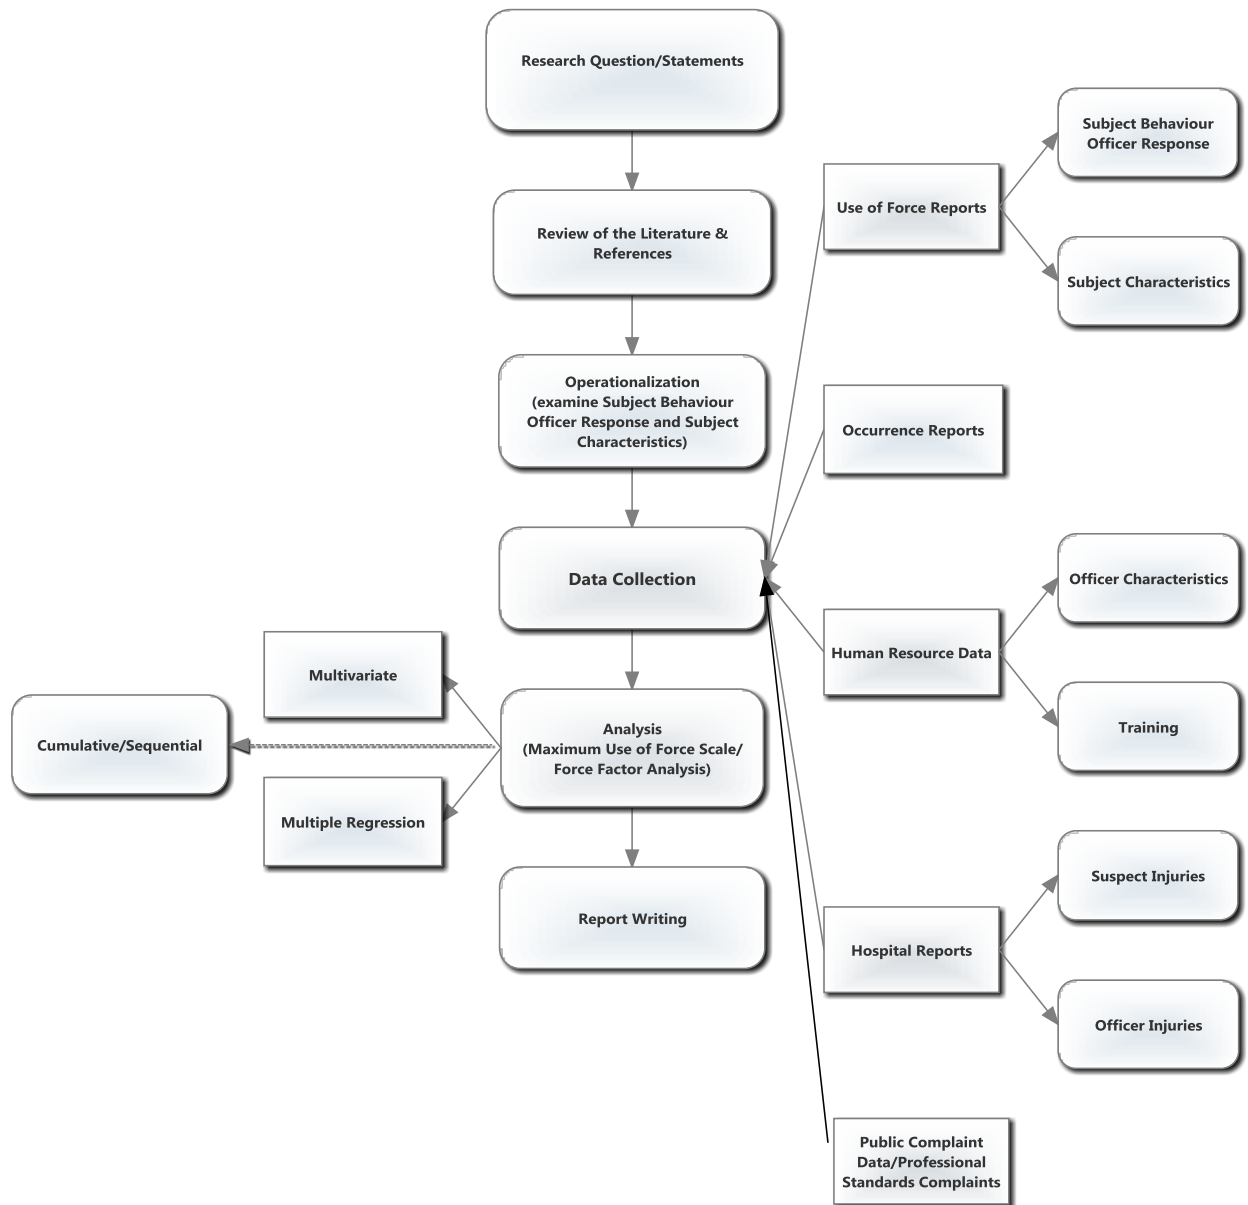 Research Question/Statements
Review of the Literature &
References
Operationalization
(examine Subject Behaviour
Officer Response and Subject
Characteristics)
Data Collection
Analysis
(Maximum Use of Force Scale/
Force Factor Analysis)
Report Writing
Multivariate
Cumulative/Sequential
Multiple Regression
Use of Force Reports
Subject Behaviour
Officer Response
Subject Characteristics
Occurrence Reports
Human Resource Data
Officer Characteristics
Training
Hospital Reports
Suspect Injuries
Officer Injuries
Public Complaint
Data/Professional
Standards Complaints